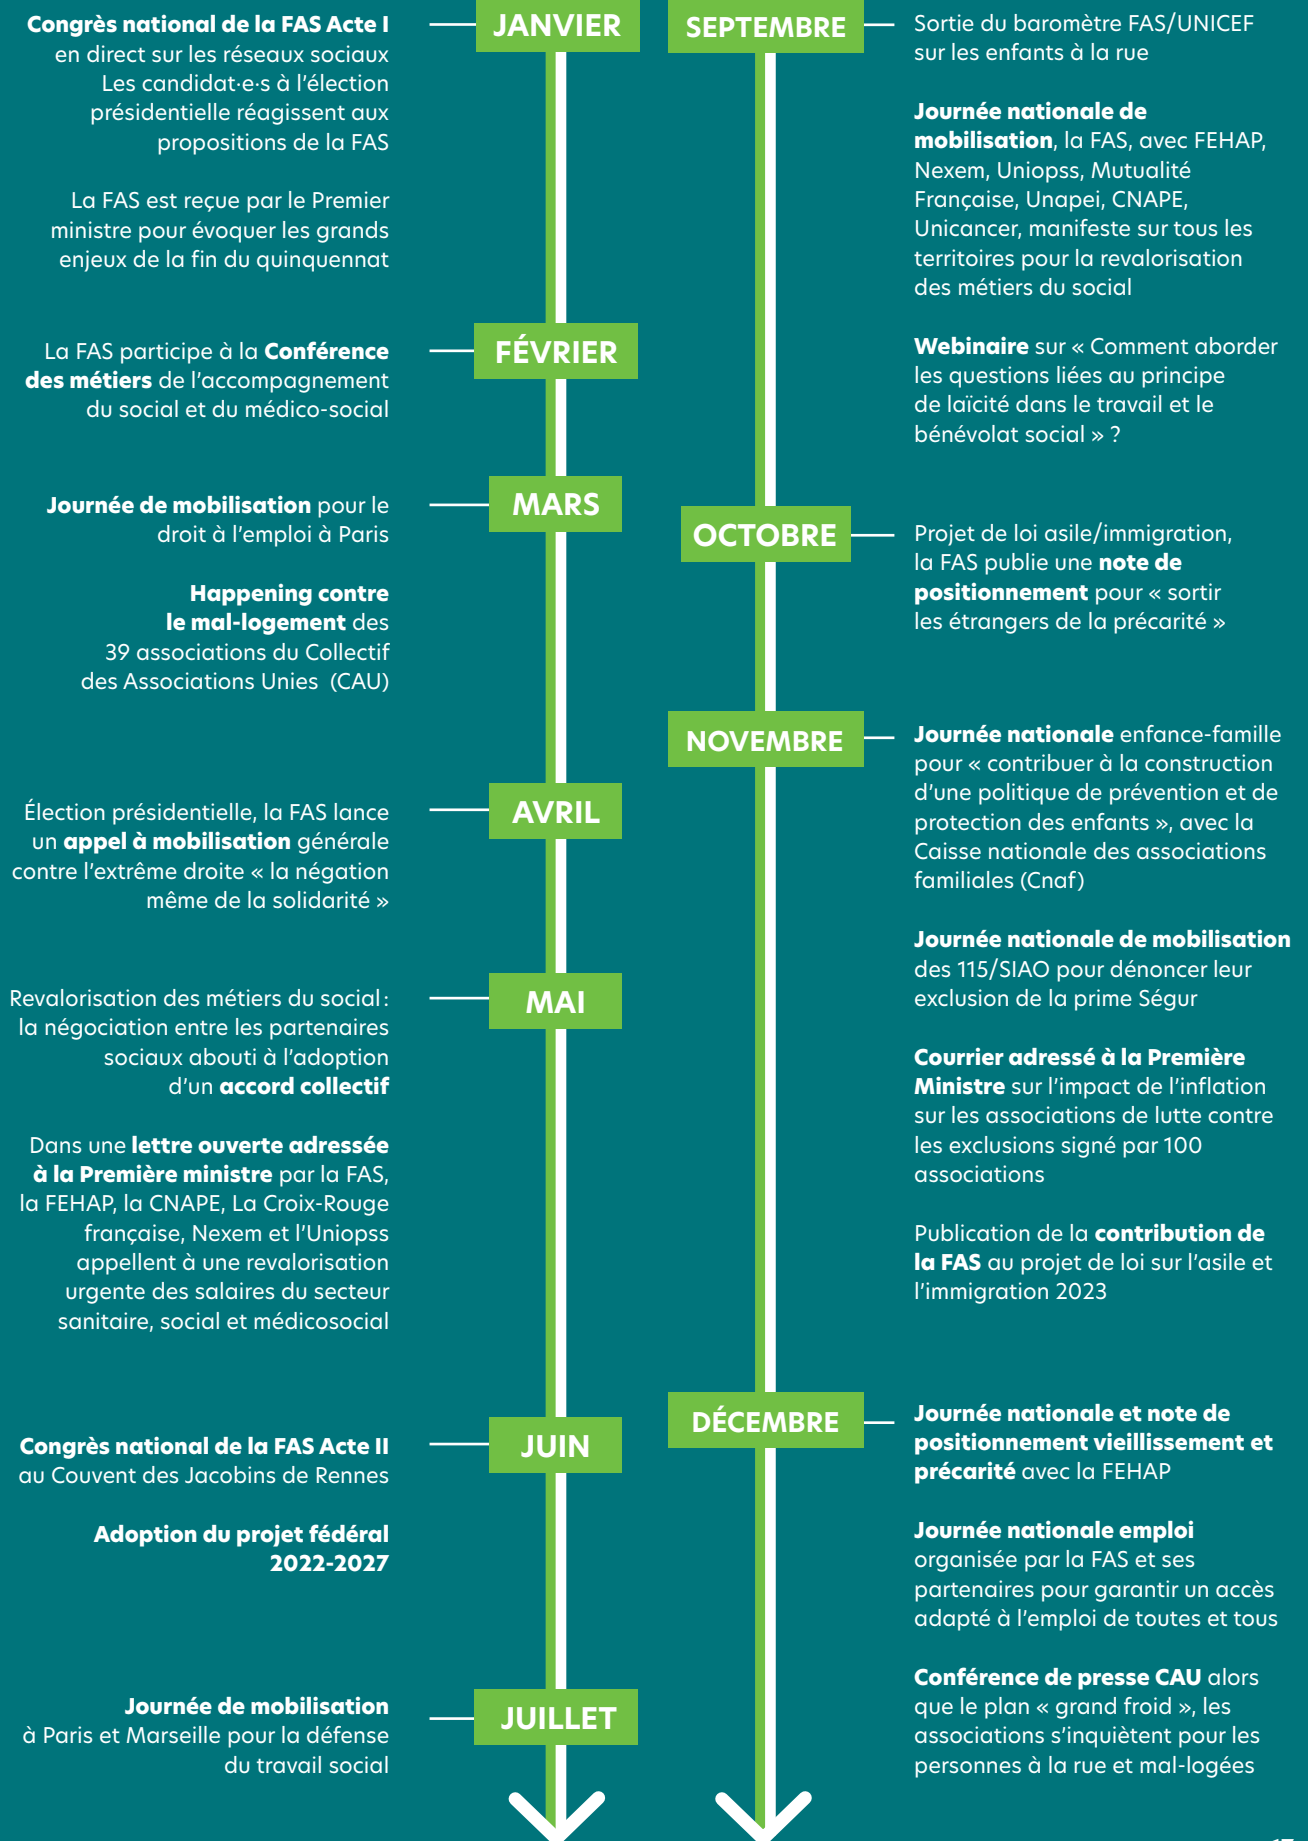 JANVIER
Congrès national de la FAS Acte I
en direct sur les réseaux sociaux
Les candidat·e·s à l'élection
présidentielle réagissent aux
propositions de la FAS
La FAS est reçue par le Premier
ministre pour évoquer les grands
enjeux de la fin du quinquennat
FÉVRIER
La FAS participe à la Conférence
des métiers de l'accompagnement
du social et du médico-social
MARS
Journée de mobilisation pour le
droit à l'emploi à Paris
Happening contre
le mal-logement des
39 associations du Collectif
des Associations Unies (CAU)
AVRIL
Élection présidentielle, la FAS lance
un appel à mobilisation générale
contre l'extrême droite « la négation
même de la solidarité »
MAI
Revalorisation des métiers du social :
la négociation entre les partenaires
sociaux abouti à l'adoption
d'un accord collectif
Dans une lettre ouverte adressée
à la Première ministre par la FAS,
la FEHAP, la CNAPE, La Croix-Rouge
française, Nexem et l'Uniopss
appellent à une revalorisation
urgente des salaires du secteur
sanitaire, social et médicosocial
JUIN
Congrès national de la FAS Acte II
au Couvent des Jacobins de Rennes
Adoption du projet fédéral
2022-2027
JUILLET
Journée de mobilisation
à Paris et Marseille pour la défense
du travail social
SEPTEMBRE
Sortie du baromètre FAS/UNICEF
sur les enfants à la rue
Journée nationale de
mobilisation, la FAS, avec FEHAP,
Nexem, Uniopss, Mutualité
Française, Unapei, CNAPE,
Unicancer, manifeste sur tous les
territoires pour la revalorisation
des métiers du social
Webinaire sur « Comment aborder
les questions liées au principe
de laïcité dans le travail et le
bénévolat social » ?
OCTOBRE
Projet de loi asile/immigration,
la FAS publie une note de
positionnement pour « sortir
les étrangers de la précarité »
NOVEMBRE
Journée nationale enfance-famille
pour « contribuer à la construction
d'une politique de prévention et de
protection des enfants », avec la
Caisse nationale des associations
familiales (Cnaf)
Journée nationale de mobilisation
des 115/SIAO pour dénoncer leur
exclusion de la prime Ségur
Courrier adressé à la Première
Ministre sur l'impact de l'inflation
sur les associations de lutte contre
les exclusions signé par 100
associations
Publication de la contribution de
la FAS au projet de loi sur l'asile et
l'immigration 2023
DÉCEMBRE
Journée nationale et note de
positionnement vieillissement et
précarité avec la FEHAP
Journée nationale emploi
organisée par la FAS et ses
partenaires pour garantir un accès
adapté à l'emploi de toutes et tous
Conférence de presse CAU alors
que le plan « grand froid », les
associations s'inquiètent pour les
personnes à la rue et mal-logées